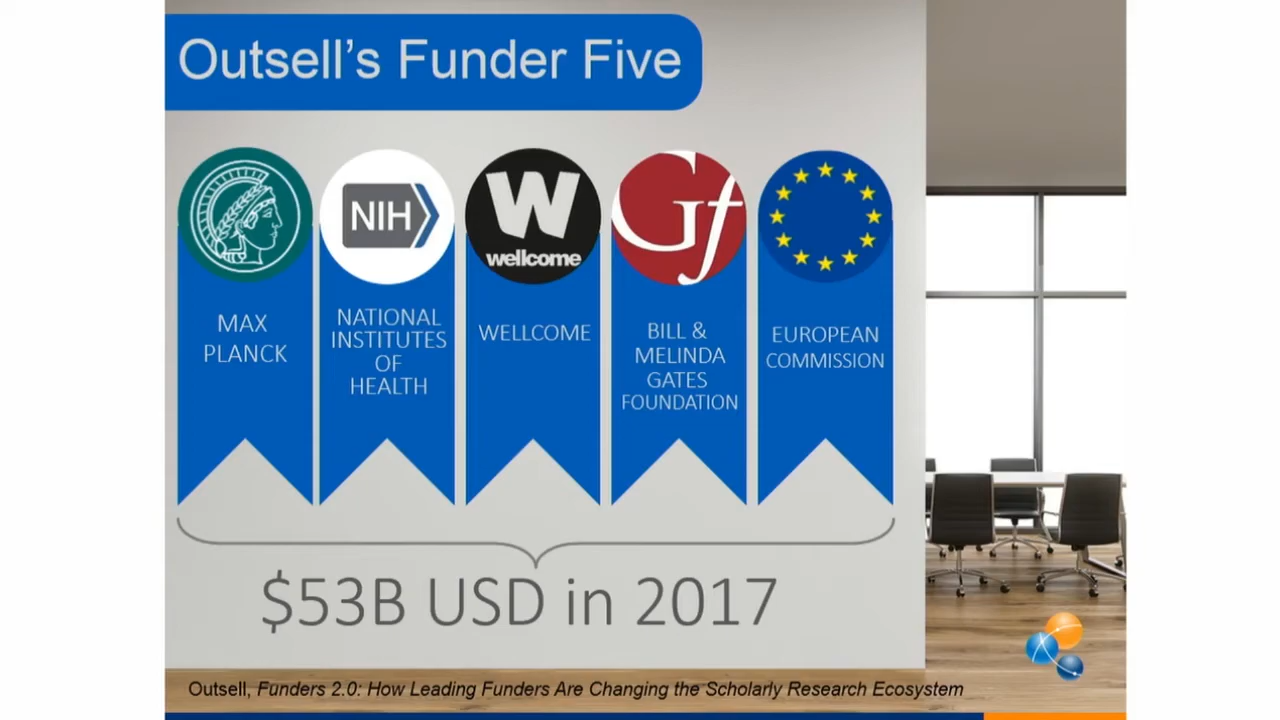 Outsell's Funder Five
NIH
W
wellcome
Gf
MAX
PLANCK
NATIONAL
INSTITUTES
OF
HEALTH
WELLCOME
BILL &
MELINDA
GATES
FOUNDATION
EUROPEAN
COMMISSION
$53B USD in 2017
Outsell, Funders 2.0: How Leading Funders Are Changing the Scholarly Research Ecosystem